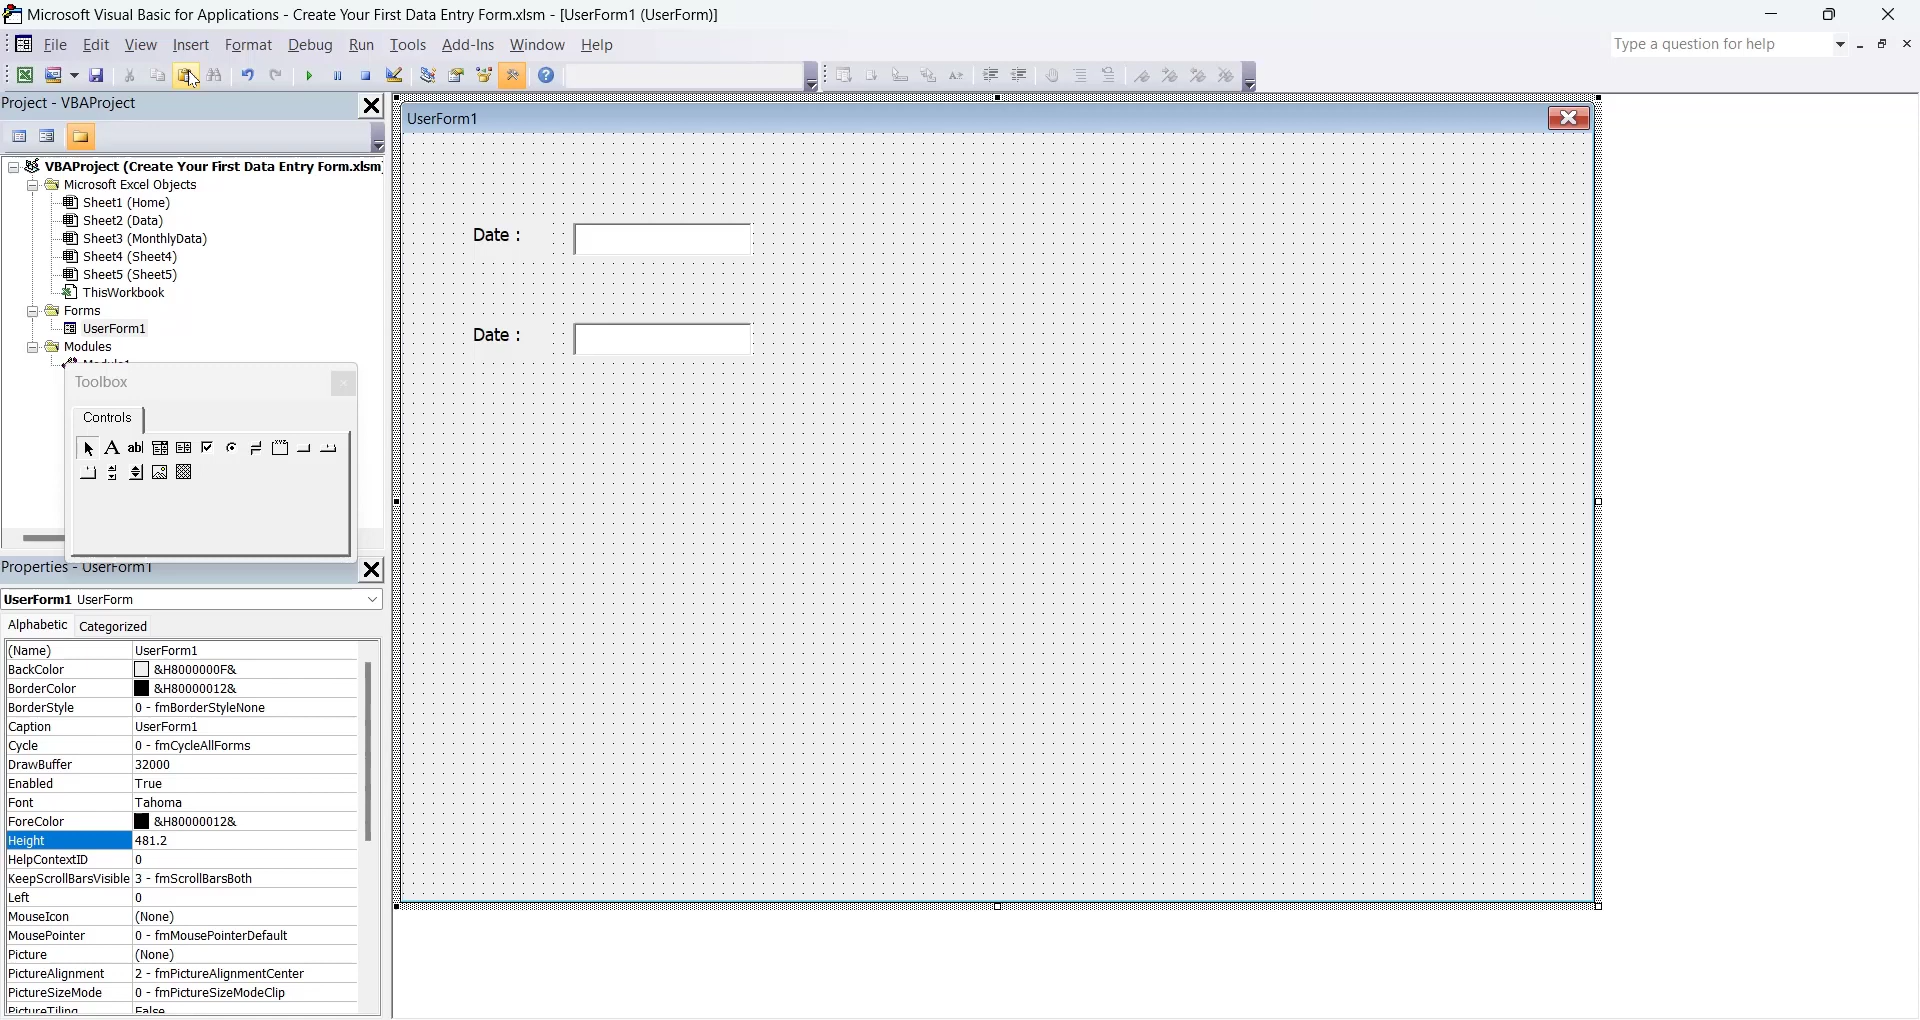 Microsoft Visual Basic for Applications - Create Your First Data Entry Form.xlsm - [UserForm1 (UserForm)]
File Edit View Insert Format Debug Run Tools Add-Ins Window Help
Type a question for help
Project - VBAProject
VBAProject (Create Your First Data Entry Form.xlsm
Microsoft Excel Objects
Sheet1 (Home)
Sheet2 (Data)
Sheet3 (MonthlyData)
Sheet4 (Sheet4)
Sheet5 (Sheet5)
ThisWorkbook
Forms
UserForm1
Modules
Toolbox
Controls
A ab|
Properties - UserForm1
UserForm1 UserForm
Alphabetic Categorized
(Name) UserForm1
BackColor &H8000000F&
BorderColor &H80000012&
BorderStyle 0 - fmBorderStyleNone
Caption UserForm1
Cycle 0 - fmCycleAllForms
DrawBuffer 32000
Enabled True
Font Tahoma
ForeColor &H80000012&
Height 481.2
HelpContextID 0
KeepScrollBarsVisible 3 - fmScrollBarsBoth
Left 0
MouseIcon (None)
MousePointer 0 - fmMousePointerDefault
Picture (None)
PictureAlignment 2 - fmPictureAlignmentCenter
PictureSizeMode 0 - fmPictureSizeModeClip
PictureTiling False
UserForm1
Date :
Date :